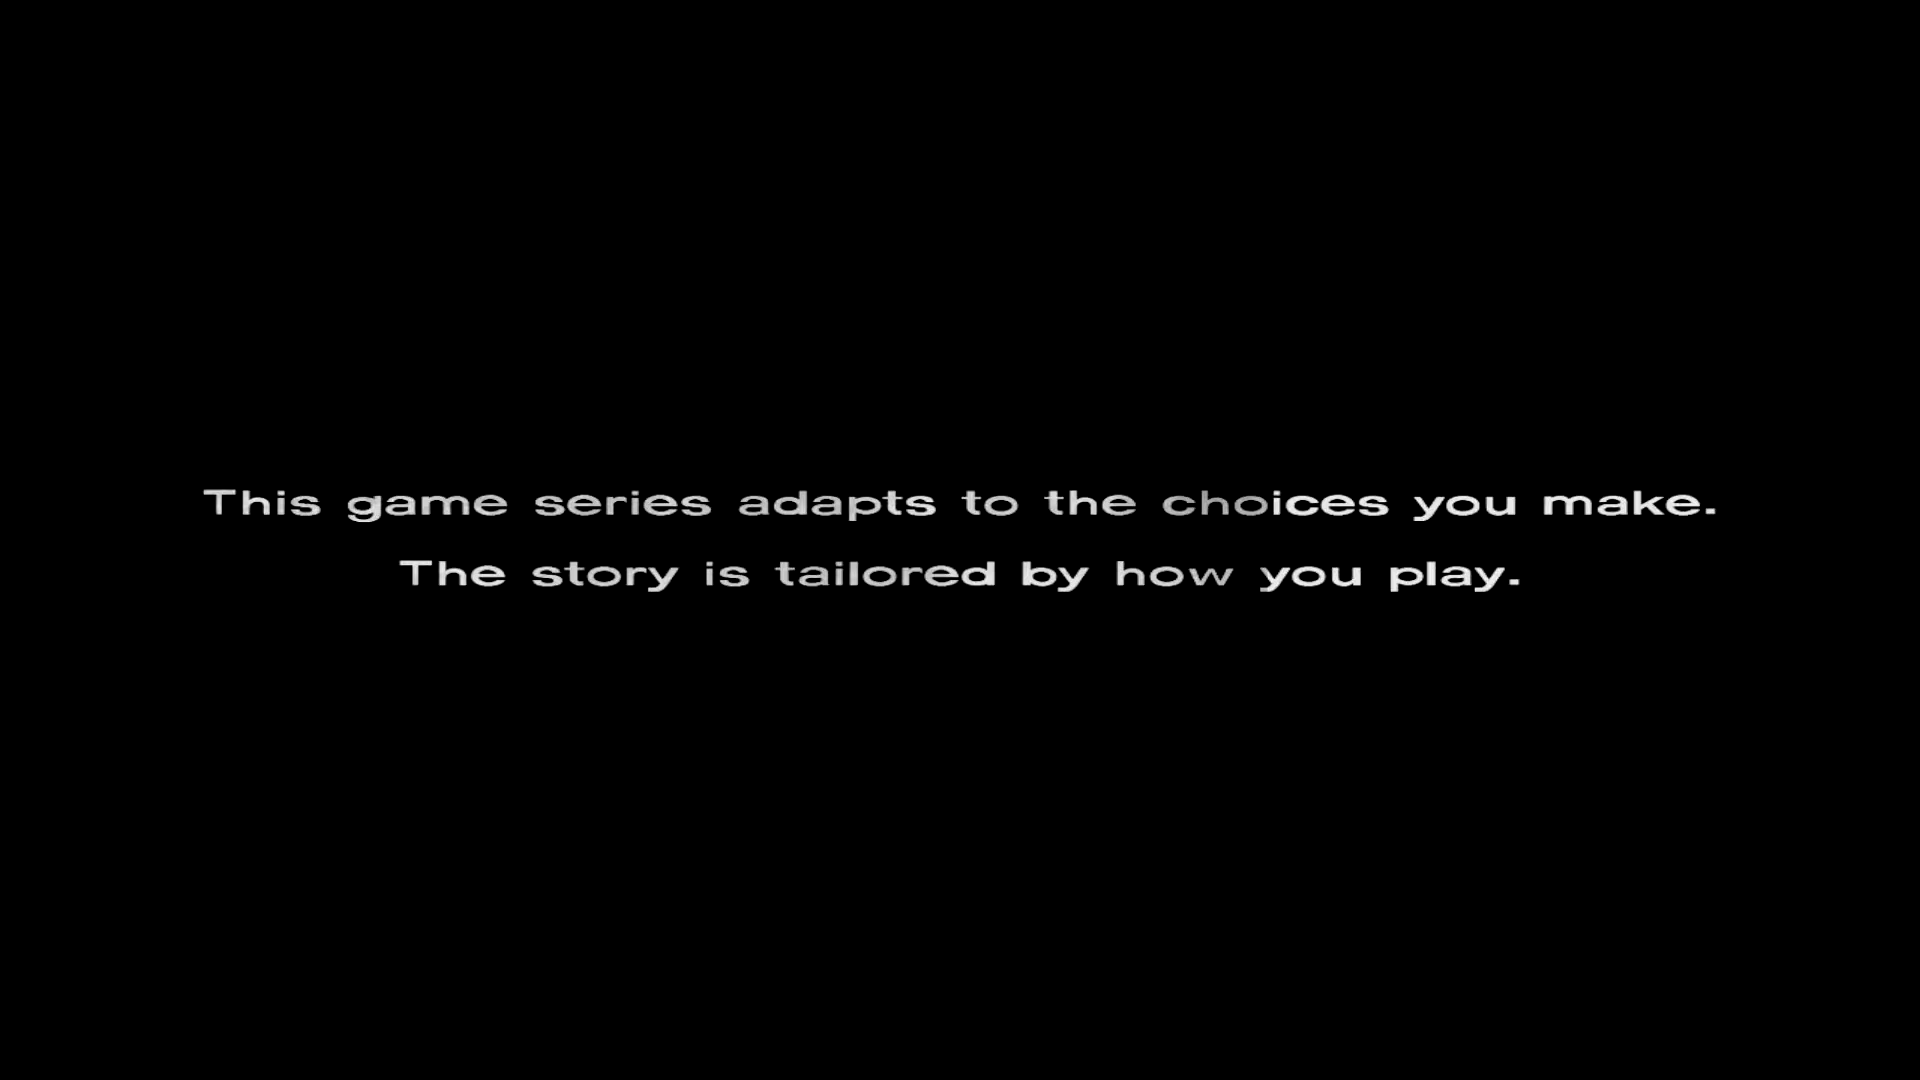 This game series adapts to the choices you make.
The story is tailored by how you play.